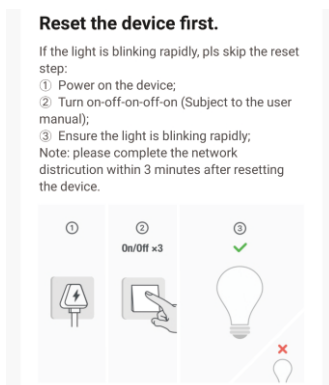 Reset the device first.
If the light is blinking rapidly, pls skip the reset
step:
① Power on the device;
② Turn on-off-on-off-on (Subject to the user
manual);
③ Ensure the light is blinking rapidly;
Note: please complete the network
districution within 3 minutes after resetting
the device.
① ② ③
On/Off ×3